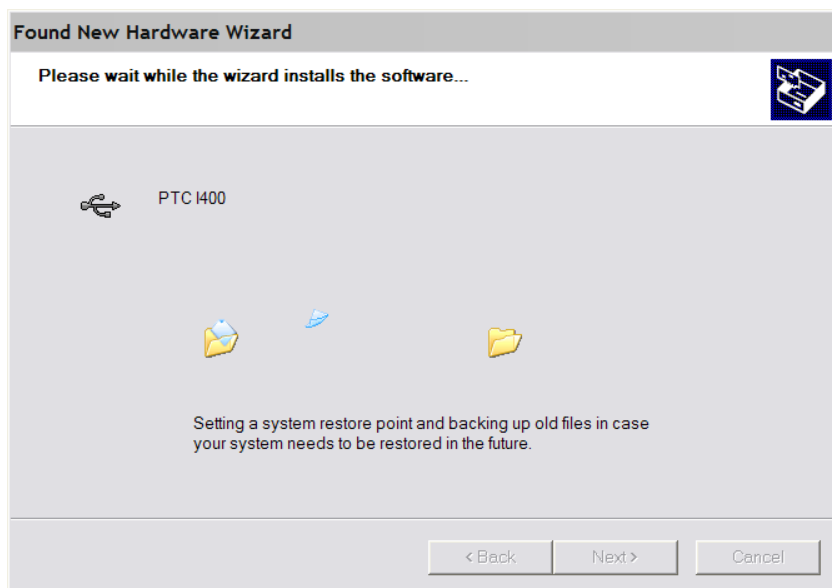 Found New Hardware Wizard
Please wait while the wizard installs the software...
PTC I400
Setting a system restore point and backing up old files in case
your system needs to be restored in the future.
< Back
Next >
Cancel